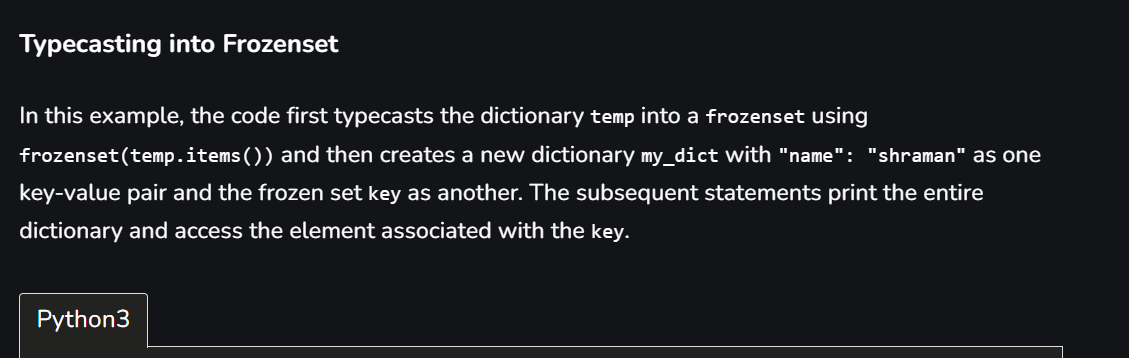 Typecasting into Frozenset
In this example, the code first typecasts the dictionary temp into a frozenset using
frozenset(temp.items()) and then creates a new dictionary my_dict with "name": "shraman" as one
key-value pair and the frozen set key as another. The subsequent statements print the entire
dictionary and access the element associated with the key.
Python3